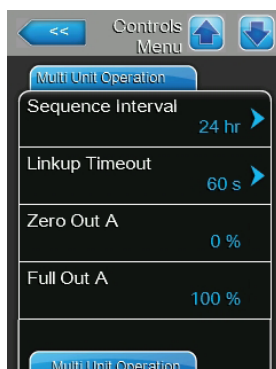 << Controls
Menu
Multi Unit Operation
Sequence Interval
24 hr
Linkup Timeout
60 s
Zero Out A
0 %
Full Out A
100 %
Multi Unit Operation